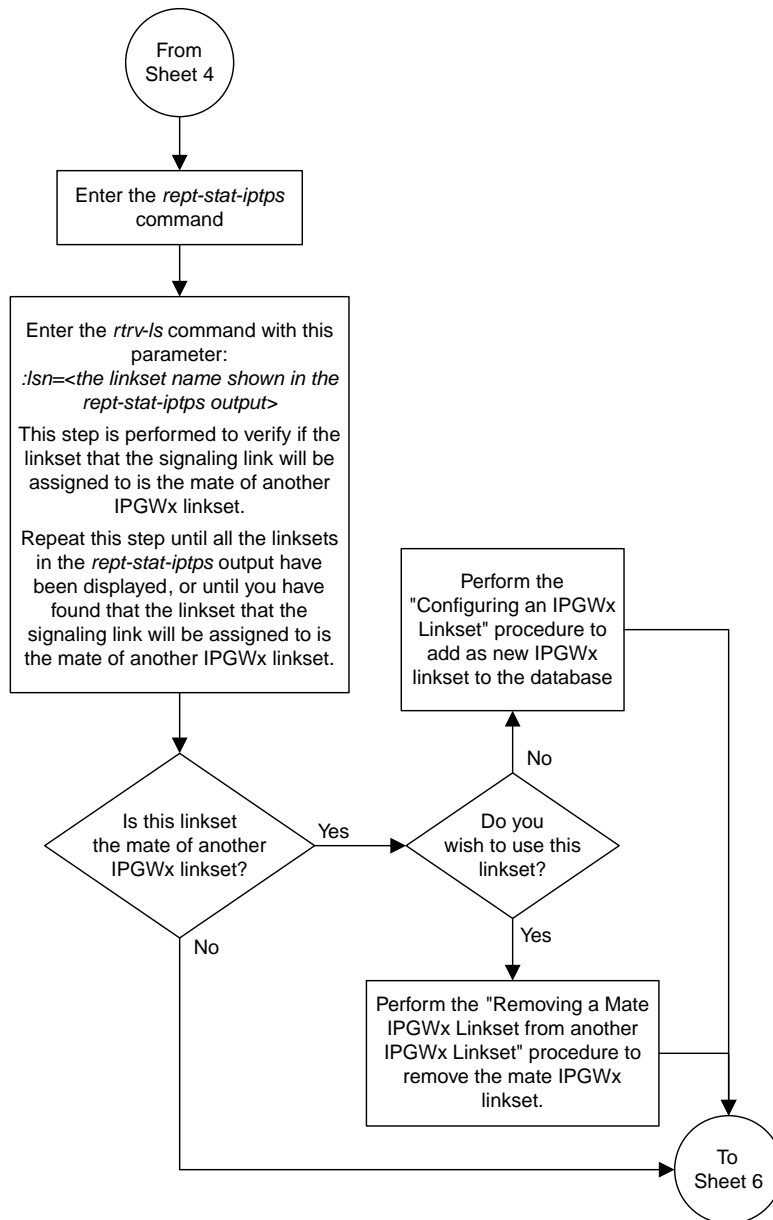 From
Sheet 4
Enter the rept-stat-iptps
command
Enter the rtrv-ls command with this
parameter:
:lsn=<the linkset name shown in the
rept-stat-iptps output>
This step is performed to verify if the
linkset that the signaling link will be
assigned to is the mate of another
IPGWx linkset.
Repeat this step until all the linksets
in the rept-stat-iptps output have
been displayed, or until you have
found that the linkset that the
signaling link will be assigned to is
the mate of another IPGWx linkset.
Perform the
"Configuring an IPGWx
Linkset" procedure to
add as new IPGWx
linkset to the database
No
Is this linkset
the mate of another
IPGWx linkset?
Yes
Do you
wish to use this
linkset?
No
Yes
Perform the "Removing a Mate
IPGWx Linkset from another
IPGWx Linkset" procedure to
remove the mate IPGWx
linkset.
To
Sheet 6